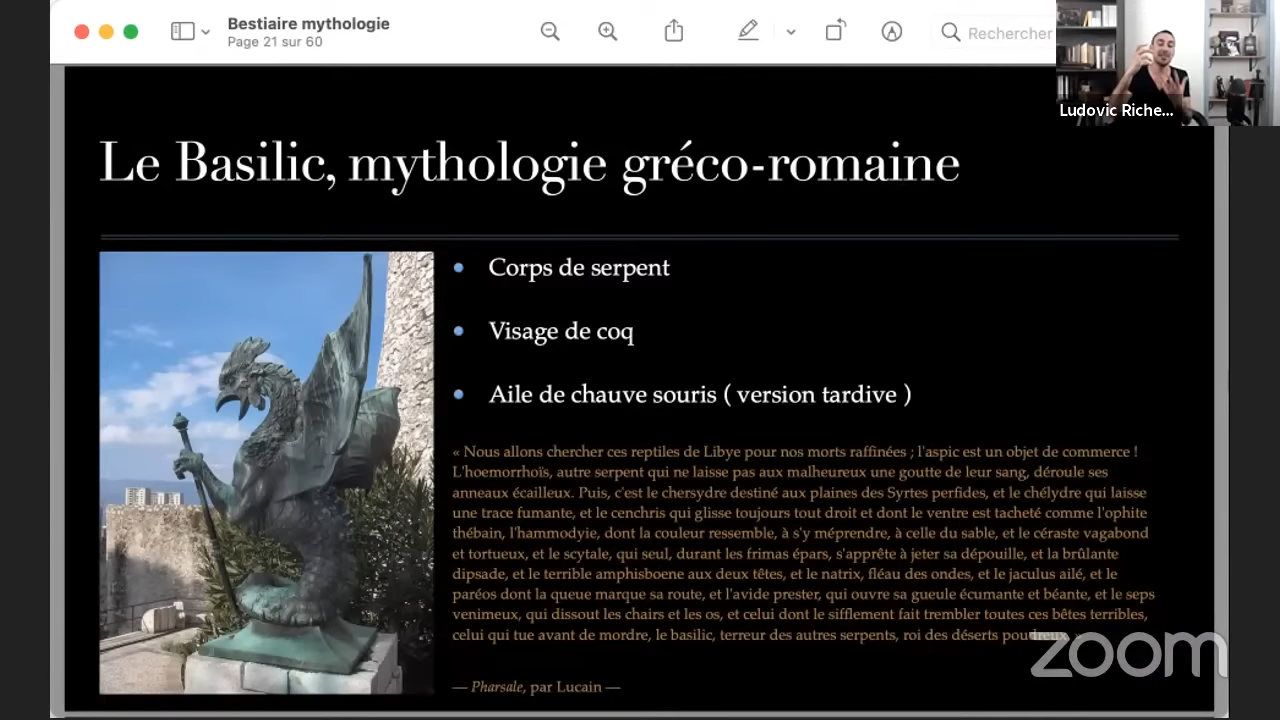 Bestiaire mythologie
Page 21 sur 60
Rechercher
Ludovic Riche...
Le Basilic, mythologie gréco-romaine
• Corps de serpent
• Visage de coq
• Aile de chauve souris ( version tardive )
« Nous allons chercher ces reptiles de Libye pour nos morts raffinées ; l'aspic est un objet de commerce !
L'hoemorrhoïs, autre serpent qui ne laisse pas aux malheureux une goutte de leur sang, déroule ses
anneaux écailleux. Puis, c'est le chersydre destiné aux plaines des Syrtes perfides, et le chélydre qui laisse
une trace fumante, et le cenchris qui glisse toujours tout droit et dont le ventre est tacheté comme l'ophite
thébain, l'hammodyie, dont la couleur ressemble, à s'y méprendre, à celle du sable, et le céraste vagabond
et tortueux, et le scytale, qui seul, durant les frimas épars, s'apprête à jeter sa dépouille, et la brûlante
dipsade, et le terrible amphisboene aux deux têtes, et le natrix, fléau des ondes, et le jaculus ailé, et le
paréos dont la queue marque sa route, et l'avide prester, qui ouvre sa gueule écumante et béante, et le seps
venimeux, qui dissout les chairs et les os, et celui dont le sifflement fait trembler toutes ces bêtes terribles,
celui qui tue avant de mordre, le basilic, terreur des autres serpents, roi des déserts poudreux. »
— Pharsale, par Lucain —
zoom